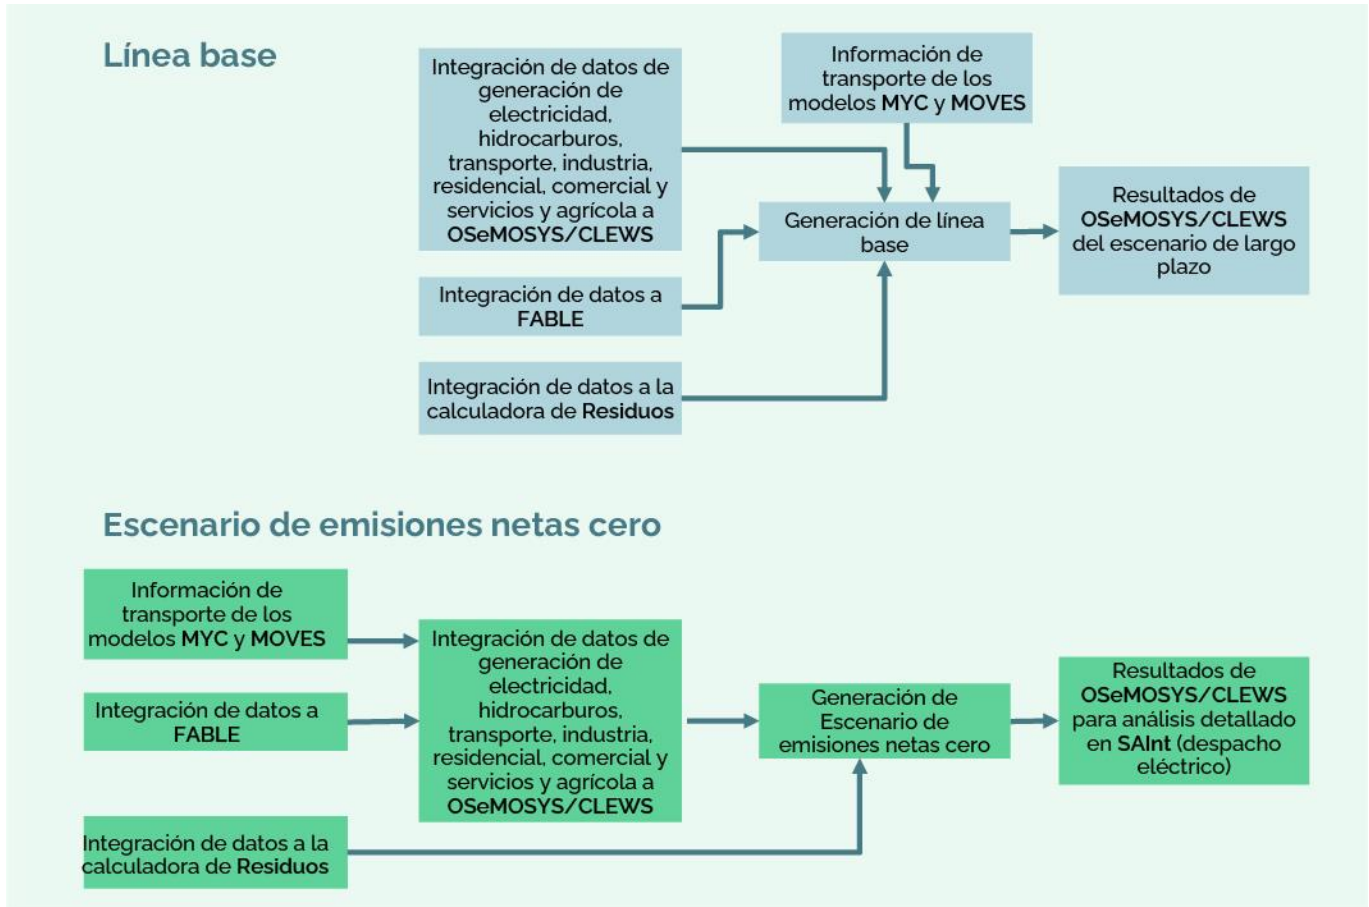 Línea base
Integración de datos de
generación de
electricidad,
hidrocarburos,
transporte, industria,
residencial, comercial y
servicios y agrícola a
OSeMOSYS/CLEWS
Información de
transporte de los
modelos MYC y MOVES
Integración de datos a
FABLE
Integración de datos a la
calculadora de Residuos
Generación de línea
base
Resultados de
OSeMOSYS/CLEWS
del escenario de largo
plazo
Escenario de emisiones netas cero
Información de
transporte de los
modelos MYC y MOVES
Integración de datos a
FABLE
Integración de datos a la
calculadora de Residuos
Integración de datos de
generación de
electricidad,
hidrocarburos,
transporte, industria,
residencial, comercial y
servicios y agrícola a
OSeMOSYS/CLEWS
Generación de
Escenario de
emisiones netas cero
Resultados de
OSeMOSYS/CLEWS
para análisis detallado
en SAInt (despacho
eléctrico)